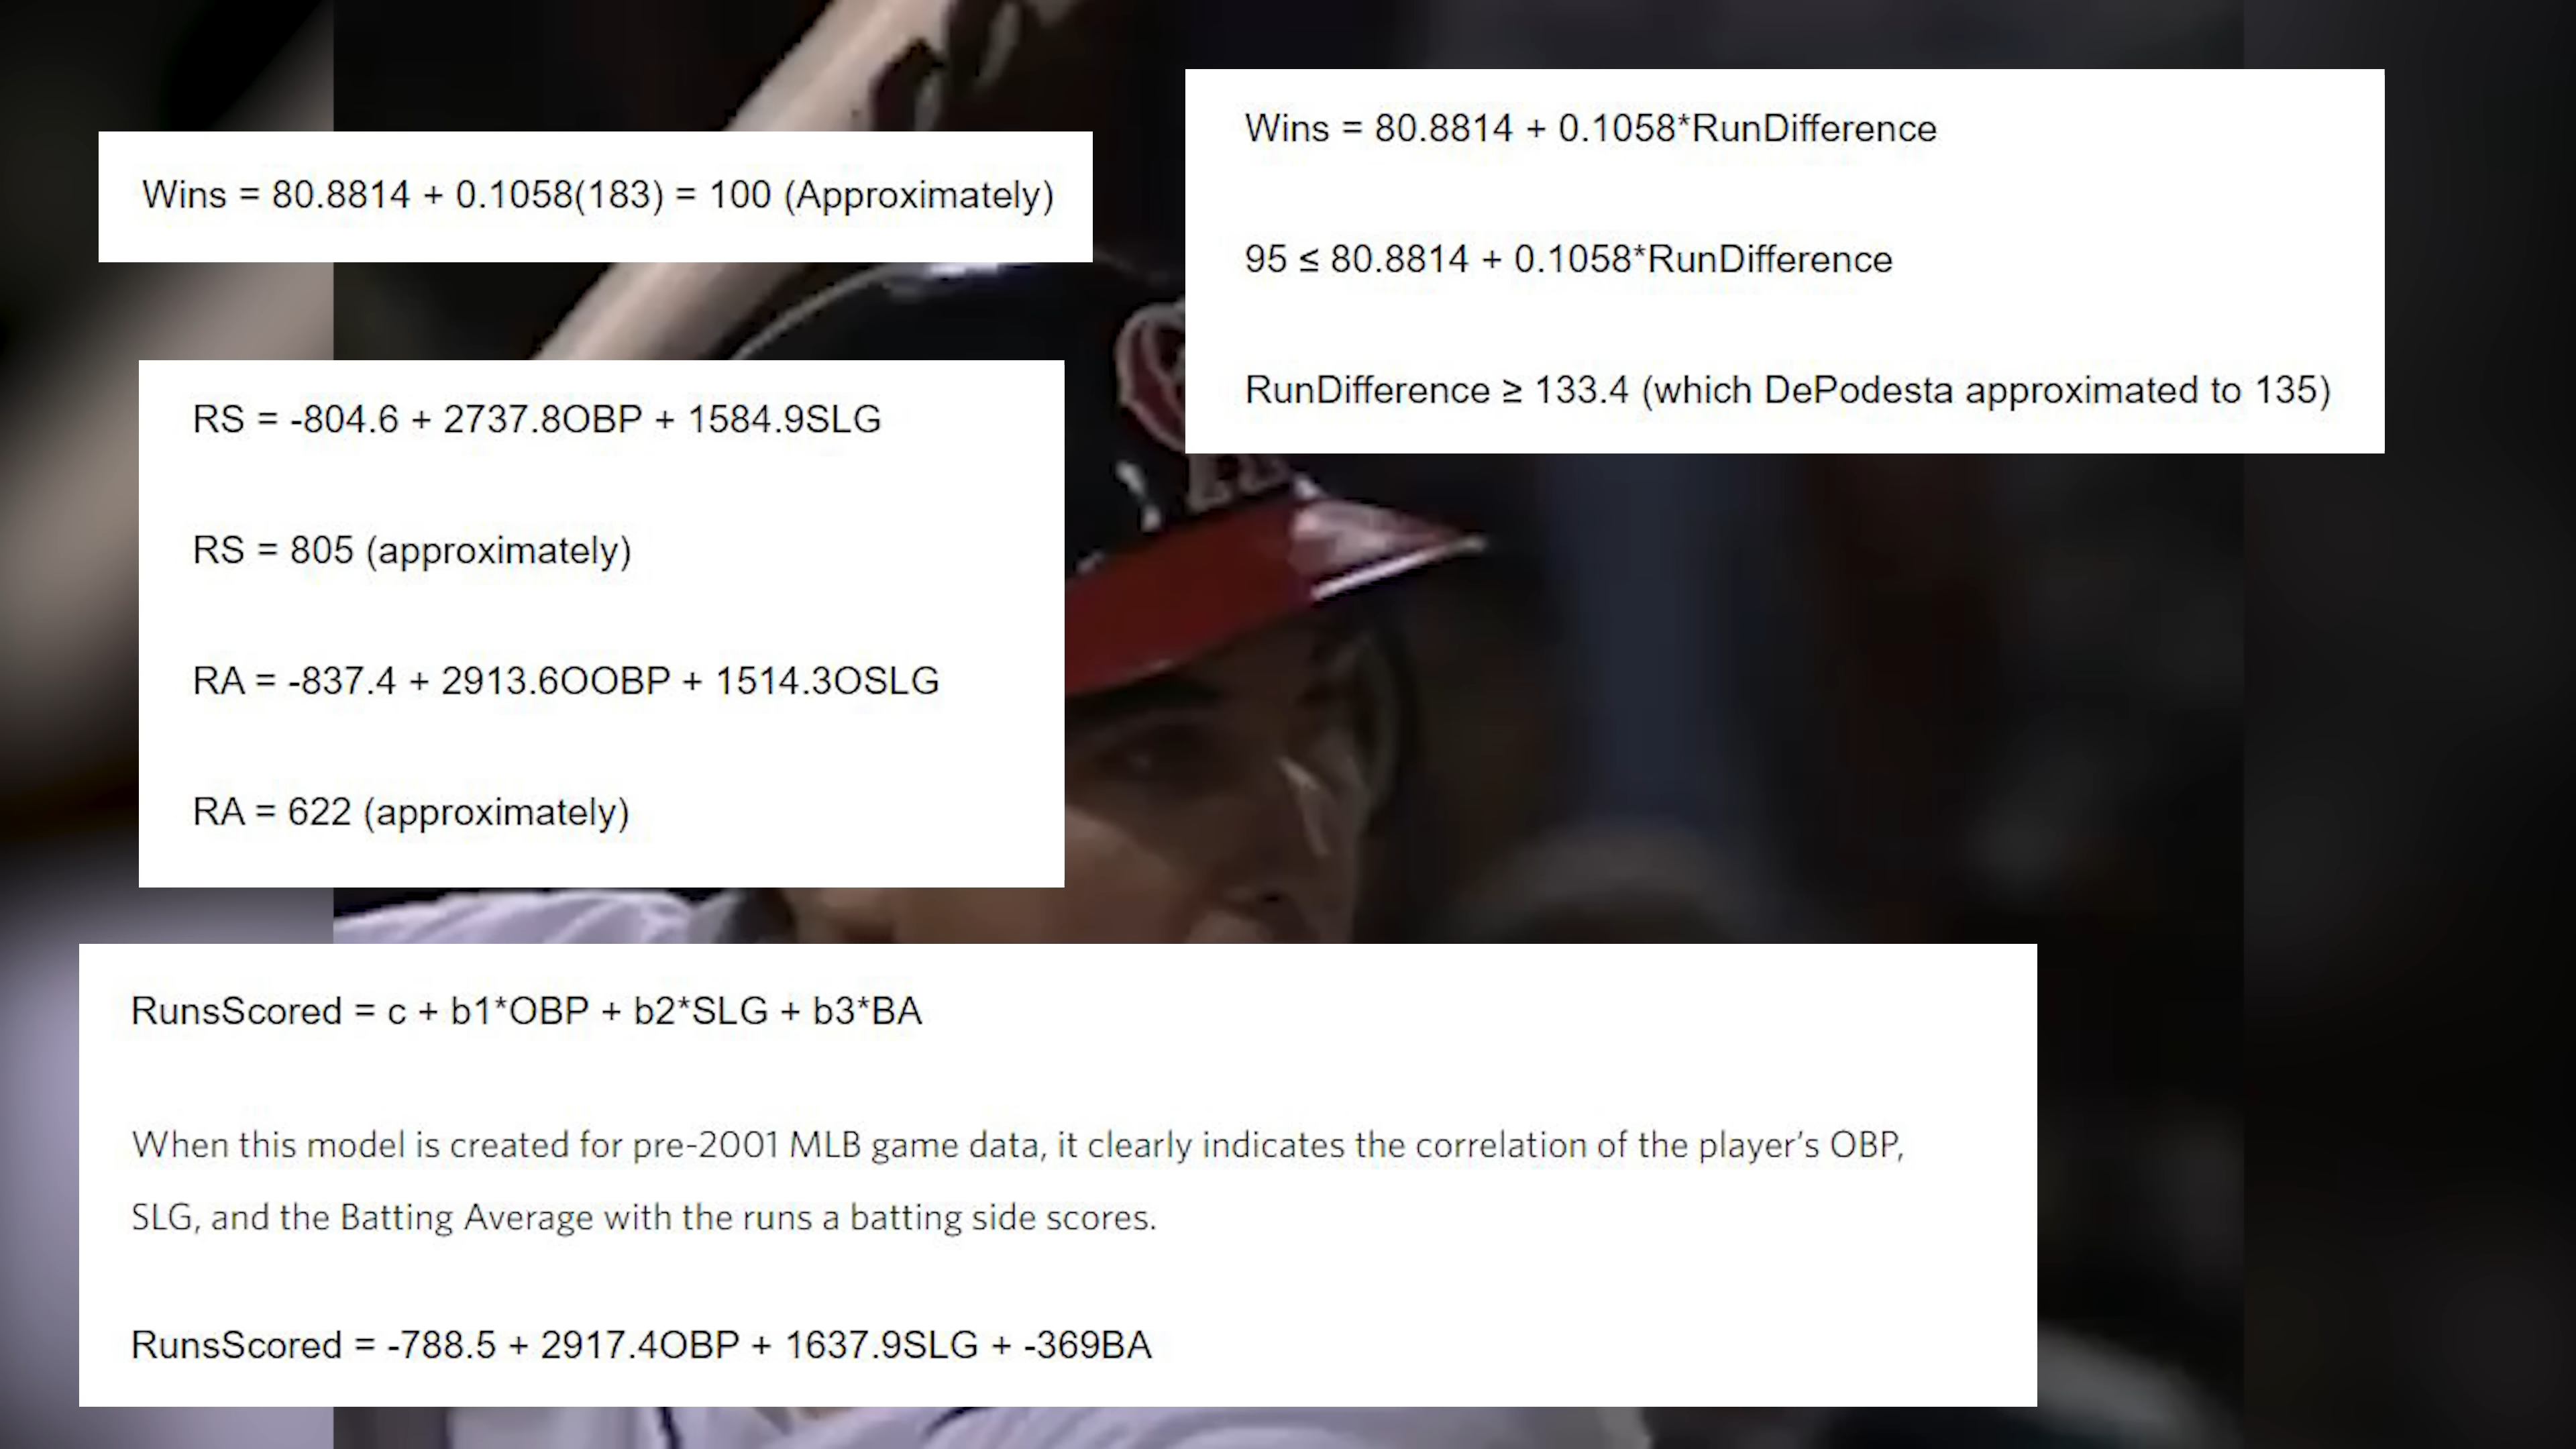 Wins = 80.8814 + 0.1058(183) = 100 (Approximately)
Wins = 80.8814 + 0.1058*RunDifference
95 ≤ 80.8814 + 0.1058*RunDifference
RunDifference ≥ 133.4 (which DePodesta approximated to 135)
RS = -804.6 + 2737.8OBP + 1584.9SLG
RS = 805 (approximately)
RA = -837.4 + 2913.6OOBP + 1514.3OSLG
RA = 622 (approximately)
RunsScored = c + b1*OBP + b2*SLG + b3*BA
When this model is created for pre-2001 MLB game data, it clearly indicates the correlation of the player’s OBP,
SLG, and the Batting Average with the runs a batting side scores.
RunsScored = -788.5 + 2917.4OBP + 1637.9SLG + -369BA